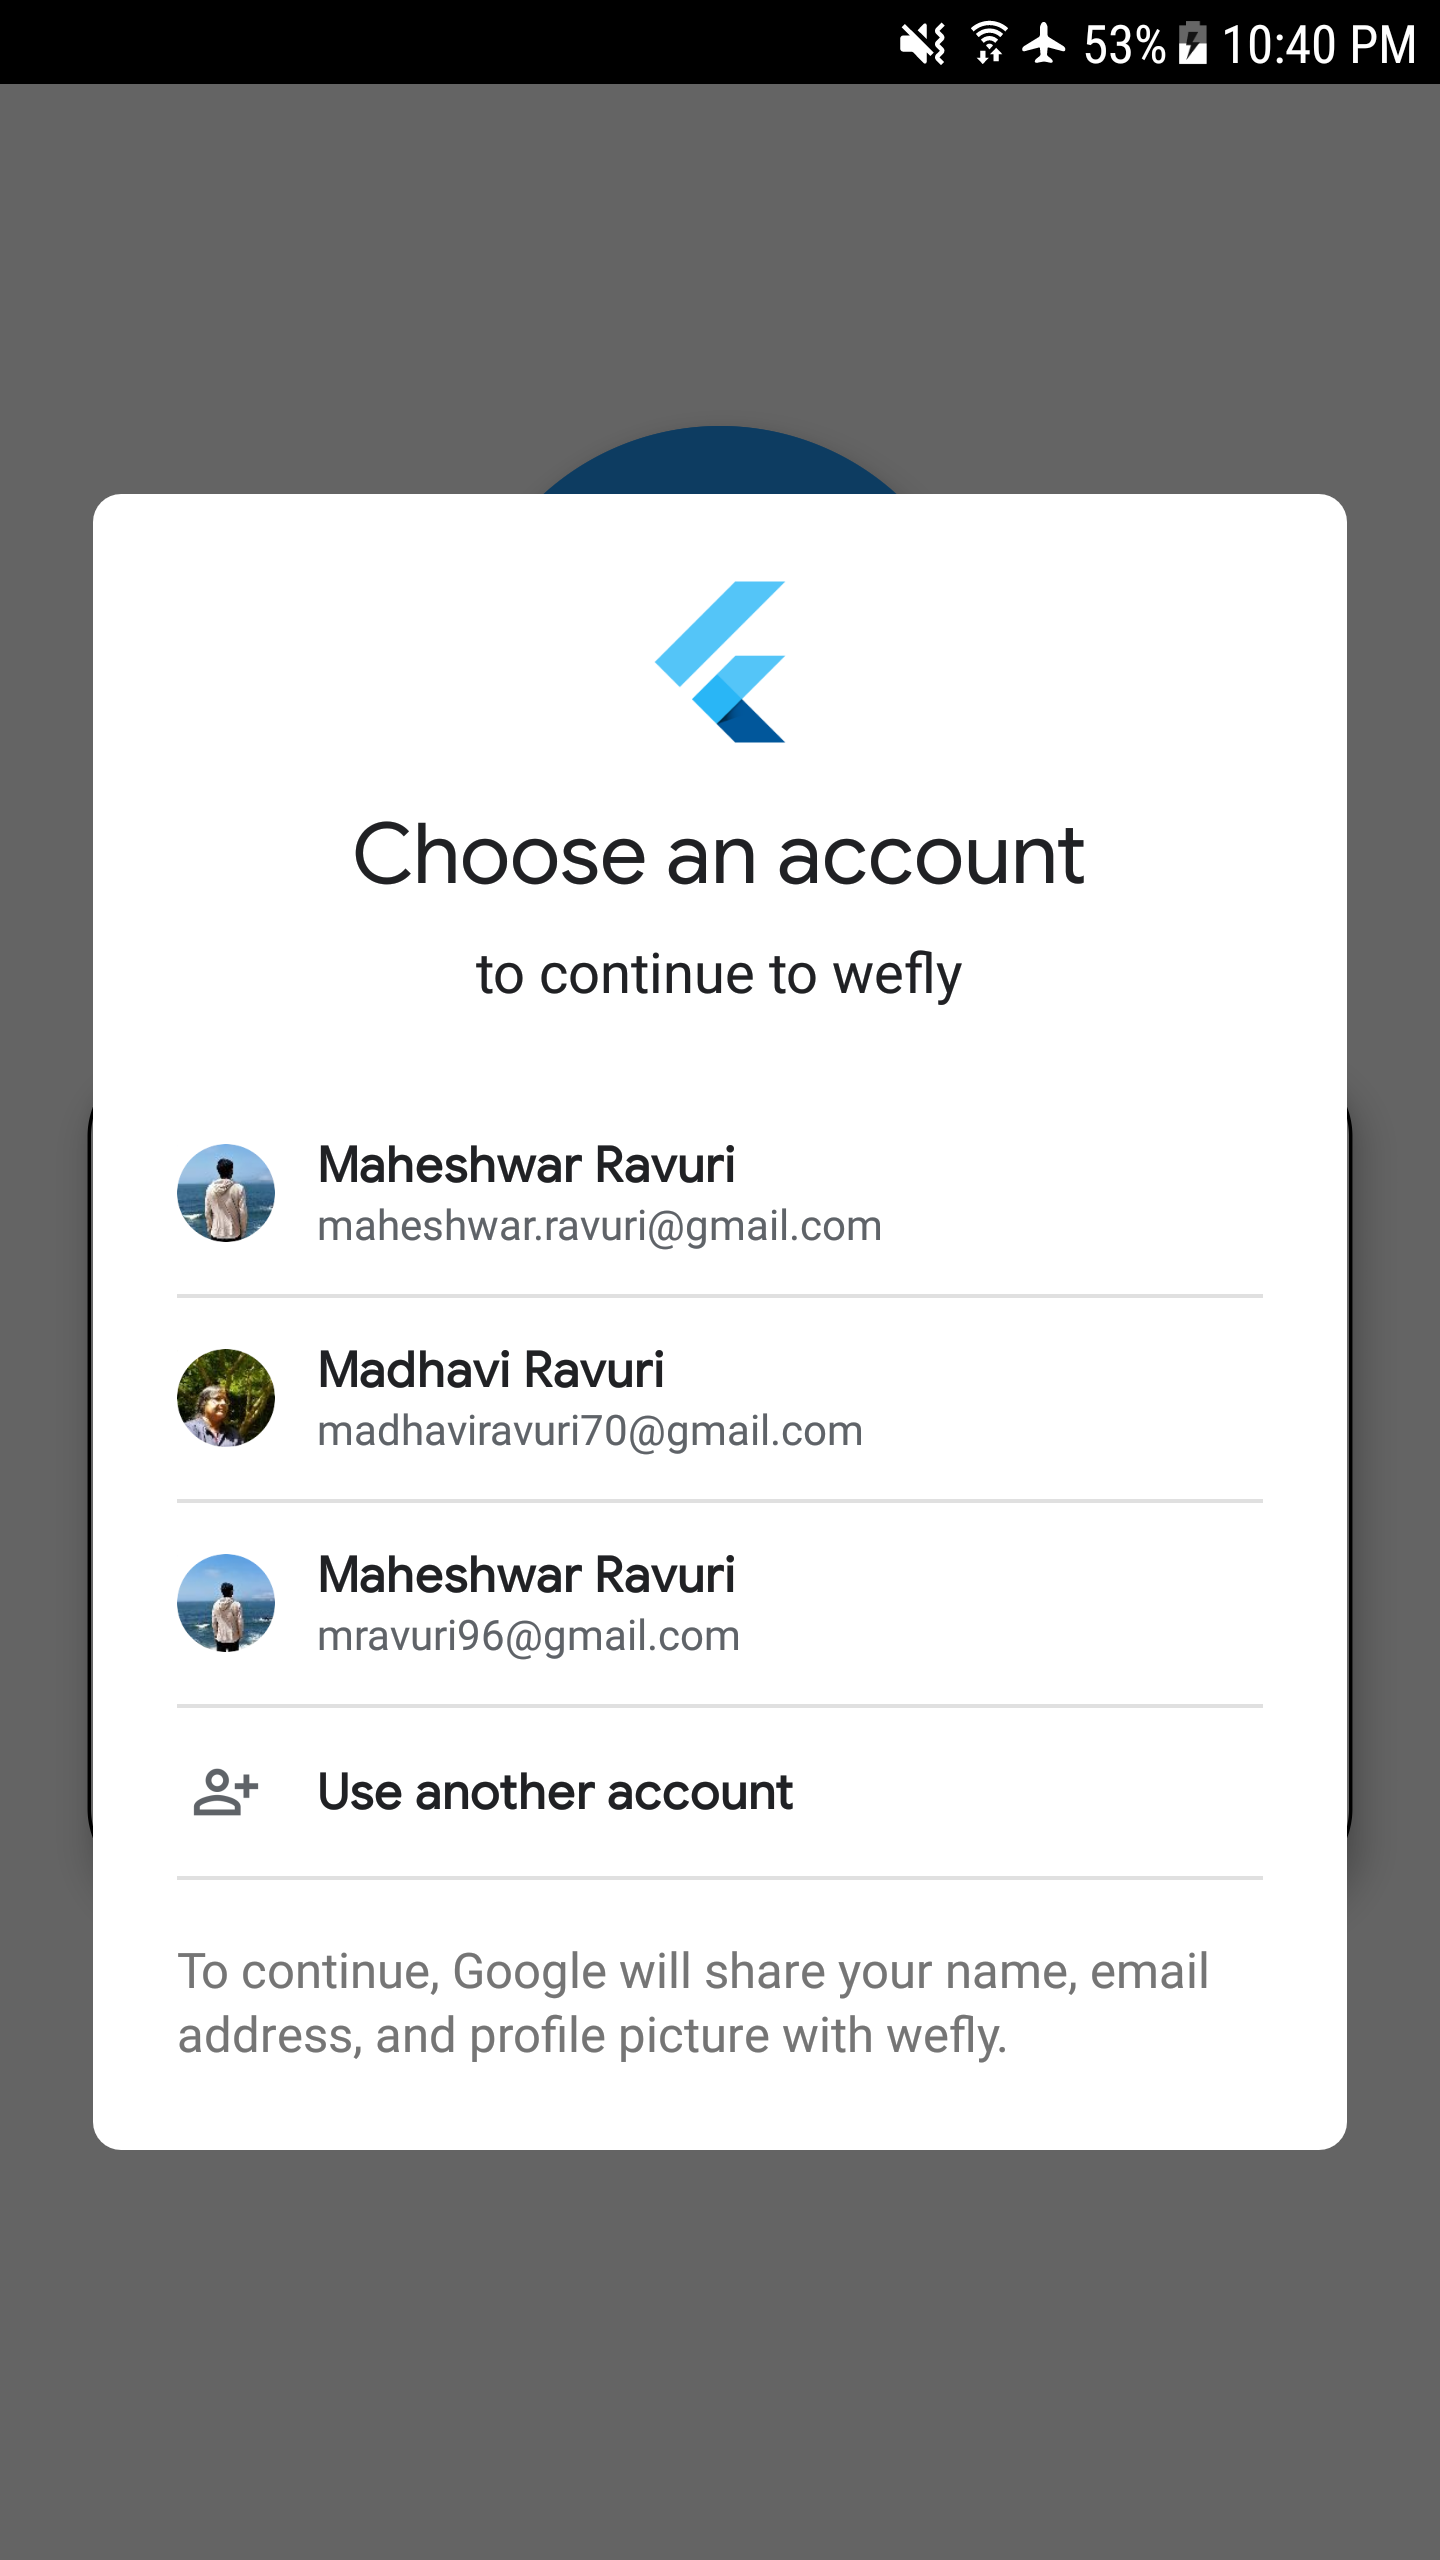 53% 10:40 PM
Choose an account
to continue to wefly
Maheshwar Ravuri
maheshwar.ravuri@gmail.com
Madhavi Ravuri
madhaviravuri70@gmail.com
Maheshwar Ravuri
mravuri96@gmail.com
Use another account
To continue, Google will share your name, email
address, and profile picture with wefly.